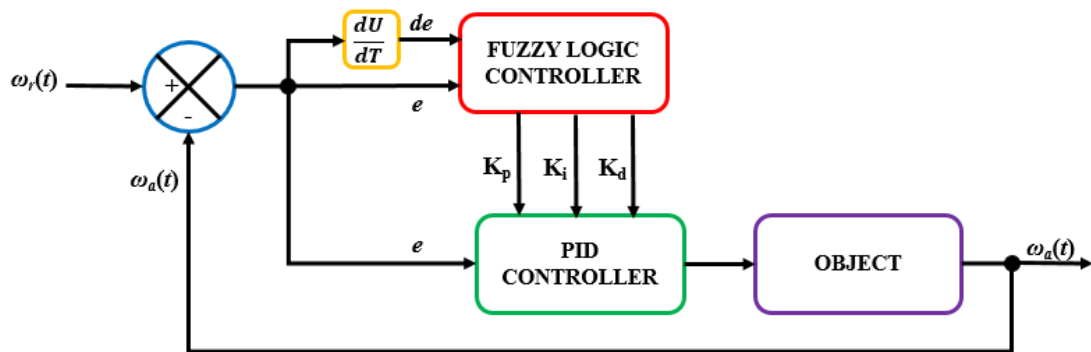 dU
dT
de
FUZZY LOGIC
CONTROLLER
ωr(t)
+
-
e
Kp
Ki
Kd
ωa(t)
e
PID
CONTROLLER
OBJECT
ωa(t)